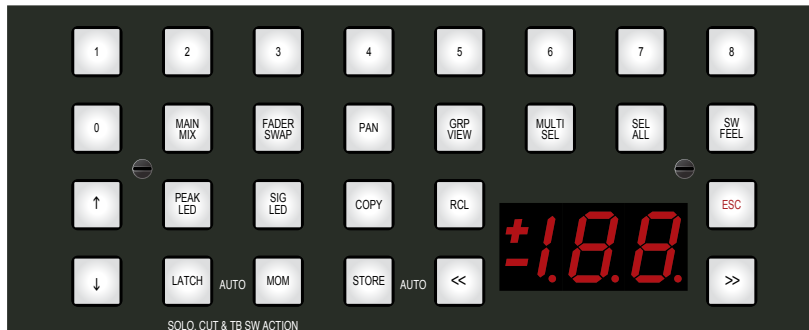 1 2 3 4 5 6 7 8
0 MAIN MIX FADER SWAP PAN GRP VIEW MULTI SEL SEL ALL SW FEEL
↑ PEAK LED SIG LED COPY RCL ±1.8.8. ESC
↓ LATCH AUTO MOM STORE AUTO << >>
SOLO, CUT & TB SW ACTION